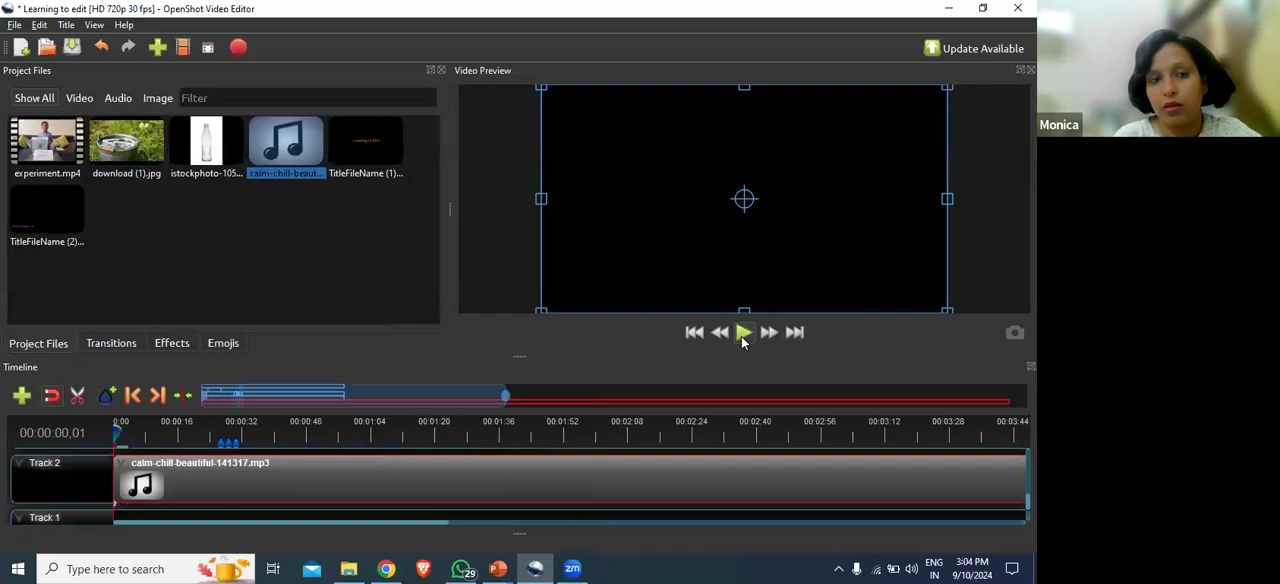 * Learning to edit [HD 720p 30 fps] - OpenShot Video Editor
File Edit Title View Help
Update Available
Project Files
Video Preview
Show All Video Audio Image Filter
experiment.mp4 download (1).jpg istockphoto-105... calm-chill-beaut... TitleFileName (1)...
TitleFileName (2)...
Monica
Project Files Transitions Effects Emojis
Timeline
00:00:00,01
0:00 00:00:16 00:00:32 00:00:48 00:01:04 00:01:20 00:01:36 00:01:52 00:02:08 00:02:24 00:02:40 00:02:56 00:03:12 00:03:28 00:03:44
Track 2
calm-chill-beautiful-141317.mp3
Track 1
Type here to search
29
zm
ENG
IN
3:04 PM
9/10/2024